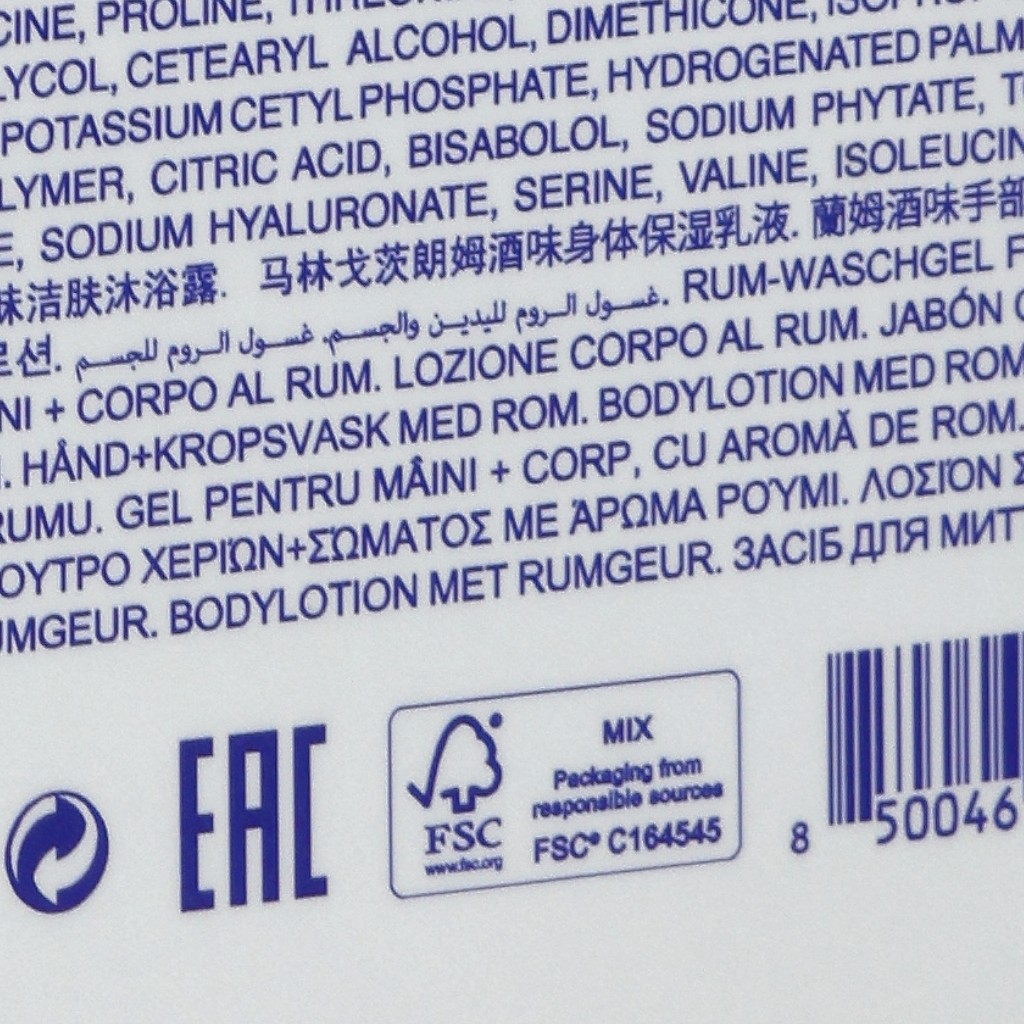 CINE, PROLINE,
LYCOL, CETEARYL ALCOHOL, DIMETHICONE,
POTASSIUM CETYL PHOSPHATE, HYDROGENATED PALM
LYMER, CITRIC ACID, BISABOLOL, SODIUM PHYTATE,
E, SODIUM HYALURONATE, SERINE, VALINE, ISOLEUCIN
味洁肤沐浴露. 马林戈茨朗姆酒味身体保湿乳液. 蘭姆酒味手部
로션. غسول الروم لليدين والجسم. غسول الروم للجسم. RUM-WASCHGEL F
NI + CORPO AL RUM. LOZIONE CORPO AL RUM. JABÓN
. HÅND+KROPSVASK MED ROM. BODYLOTION MED ROM
RUMU. GEL PENTRU MÂINI + CORP, CU AROMĂ DE ROM.
ΟΥΤΡΟ ΧΕΡΙΏΝ+ΣΏΜΑΤΟΣ ΜΕ ΆΡΩΜΑ ΡΟΎΜΙ. ΛΟΣΙΌΝ Σ
UMGEUR. BODYLOTION MET RUMGEUR. ЗАСІБ ДЛЯ МИТТ
EAC
FSC
www.fsc.org
MIX
Packaging from
responsible sources
FSC® C164545
8 50046